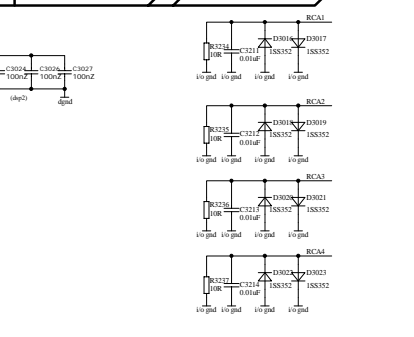 RCA1
R3234 C3211 D3016 D3017
10R 0.01uF 1SS352 1SS352
i/o gnd i/o gnd i/o gnd i/o gnd
C3024 C3026 C3027
100nZ 100nZ 100nZ
(dsp2) dgnd
RCA2
R3235 C3212 D3018 D3019
10R 0.01uF 1SS352 1SS352
i/o gnd i/o gnd i/o gnd i/o gnd
RCA3
R3236 C3213 D3020 D3021
10R 0.01uF 1SS352 1SS352
i/o gnd i/o gnd i/o gnd i/o gnd
RCA4
R3237 C3214 D3022 D3023
10R 0.01uF 1SS352 1SS352
i/o gnd i/o gnd i/o gnd i/o gnd